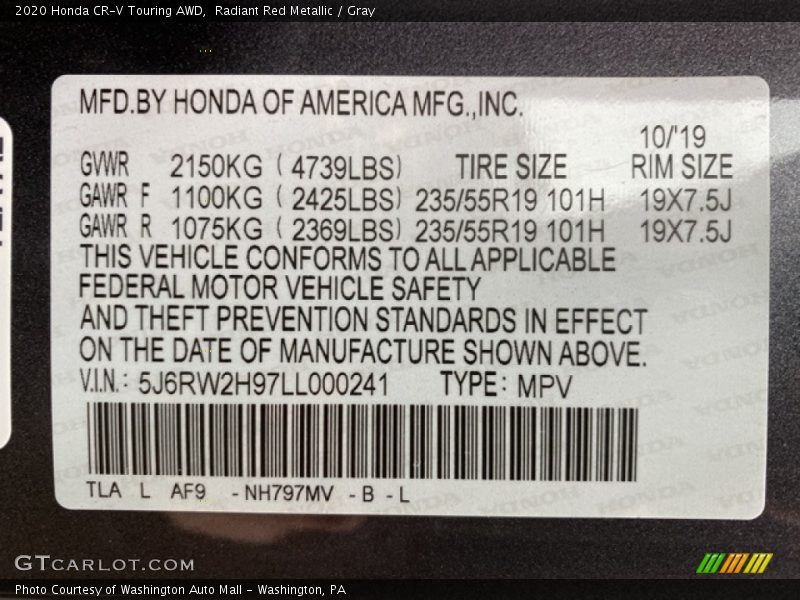 2020 Honda CR-V Touring AWD,  Radiant Red Metallic / Gray
MFD.BY HONDA OF AMERICA MFG.,INC.
10/'19
GVWR 2150KG ( 4739LBS) TIRE SIZE RIM SIZE
GAWR F 1100KG ( 2425LBS) 235/55R19 101H 19X7.5J
GAWR R 1075KG ( 2369LBS) 235/55R19 101H 19X7.5J
THIS VEHICLE CONFORMS TO ALL APPLICABLE
FEDERAL MOTOR VEHICLE SAFETY
AND THEFT PREVENTION STANDARDS IN EFFECT
ON THE DATE OF MANUFACTURE SHOWN ABOVE.
V.I.N.: 5J6RW2H97LL000241 TYPE: MPV
TLA L AF9 - NH797MV - B - L
GTCARLOT.COM
Photo Courtesy of Washington Auto Mall - Washington, PA